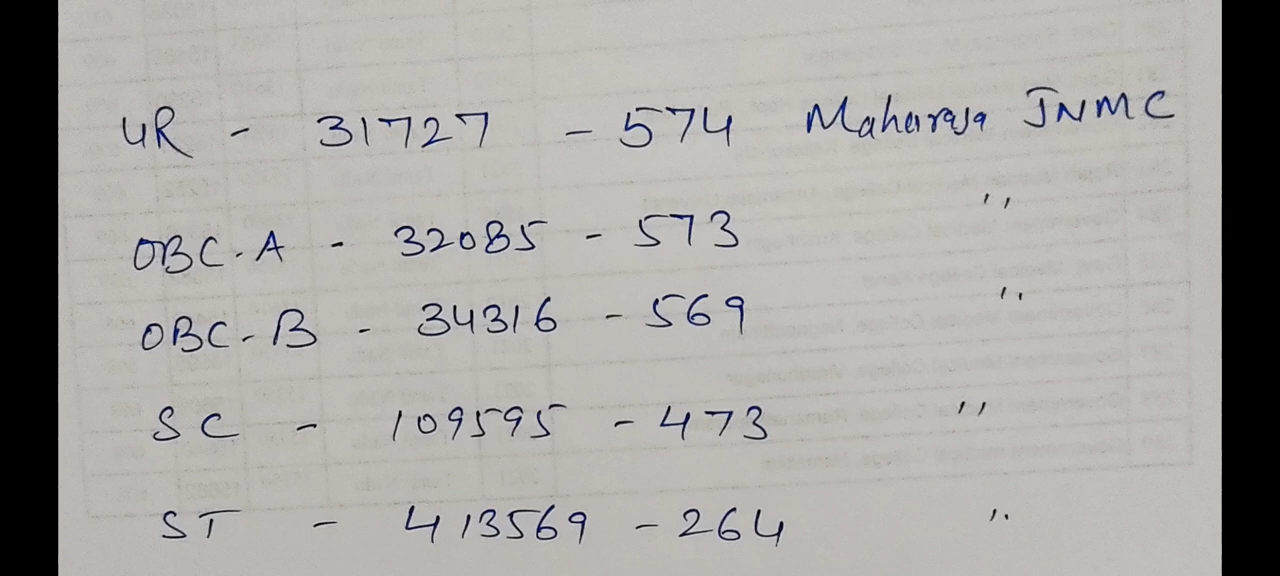 UR - 31727 - 574 Maharaja JNMC
OBC-A - 32085 - 573 ''
OBC-B - 34316 - 569 ''
SC - 109595 - 473 ''
ST - 413569 - 264 ''